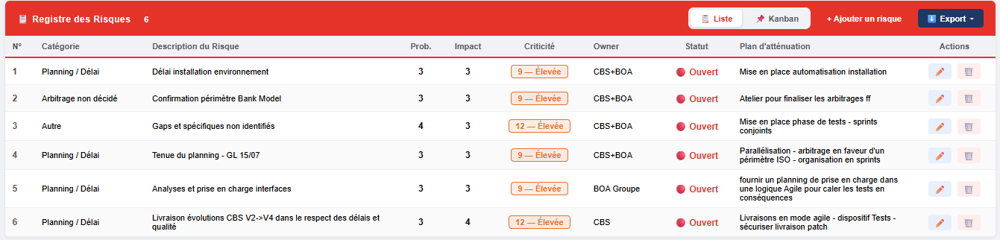 Registre des Risques 6 Liste Kanban + Ajouter un risque Export
N° Catégorie Description du Risque Prob. Impact Criticité Owner Statut Plan d'atténuation Actions
1 Planning / Délai Délai installation environnement 3 3 9 — Élevée CBS+BOA Ouvert Mise en place automatisation installation
2 Arbitrage non décidé Confirmation périmètre Bank Model 3 3 9 — Élevée CBS+BOA Ouvert Atelier pour finaliser les arbitrages ff
3 Autre Gaps et spécifiques non identifiés 4 3 12 — Élevée CBS+BOA Ouvert Mise en place phase de tests - sprints
conjoints
4 Planning / Délai Tenue du planning - GL 15/07 3 3 9 — Élevée CBS+BOA Ouvert Parallélisation - arbitrage en faveur d'un
périmètre ISO - organisation en sprints
5 Planning / Délai Analyses et prise en charge interfaces 3 3 9 — Élevée BOA Groupe Ouvert fournir un planning de prise en charge dans
une logique Agile pour caler les tests en
conséquences
6 Planning / Délai Livraison évolutions CBS V2->V4 dans le respect des délais et
qualité 3 4 12 — Élevée CBS Ouvert Livraisons en mode agile - dispositif Tests -
sécuriser livraison patch